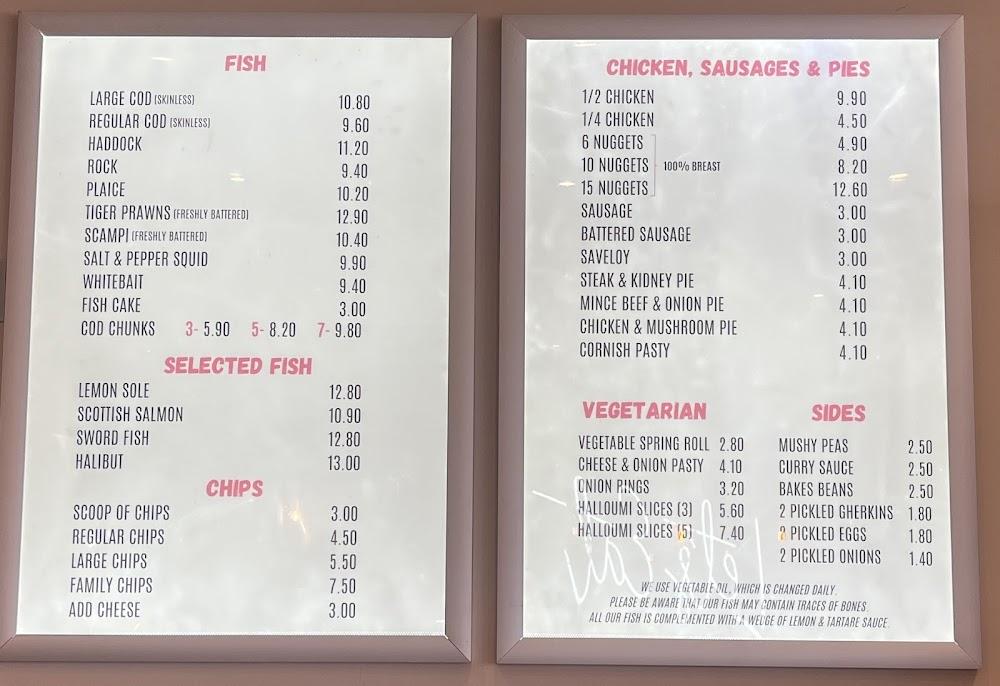 FISH
LARGE COD (SKINLESS) 10.80
REGULAR COD (SKINLESS) 9.60
HADDOCK 11.20
ROCK 9.40
PLAICE 10.20
TIGER PRAWNS (FRESHLY BATTERED) 12.90
SCAMPI (FRESHLY BATTERED) 10.40
SALT & PEPPER SQUID 9.90
WHITEBAIT 9.40
FISH CAKE 3.00
COD CHUNKS 3- 5.90 5- 8.20 7- 9.80
SELECTED FISH
LEMON SOLE 12.80
SCOTTISH SALMON 10.90
SWORD FISH 12.80
HALIBUT 13.00
CHIPS
SCOOP OF CHIPS 3.00
REGULAR CHIPS 4.50
LARGE CHIPS 5.50
FAMILY CHIPS 7.50
ADD CHEESE 3.00
CHICKEN, SAUSAGES & PIES
1/2 CHICKEN 9.90
1/4 CHICKEN 4.50
6 NUGGETS 4.90
10 NUGGETS 100% BREAST 8.20
15 NUGGETS 12.60
SAUSAGE 3.00
BATTERED SAUSAGE 3.00
SAVELOY 3.00
STEAK & KIDNEY PIE 4.10
MINCE BEEF & ONION PIE 4.10
CHICKEN & MUSHROOM PIE 4.10
CORNISH PASTY 4.10
VEGETARIAN
VEGETABLE SPRING ROLL 2.80
CHEESE & ONION PASTY 4.10
ONION RINGS 3.20
HALLOUMI SLICES (3) 5.60
HALLOUMI SLICES (5) 7.40
SIDES
MUSHY PEAS 2.50
CURRY SAUCE 2.50
BAKES BEANS 2.50
2 PICKLED GHERKINS 1.80
2 PICKLED EGGS 1.80
2 PICKLED ONIONS 1.40
WE USE VEGETABLE OIL, WHICH IS CHANGED DAILY.
PLEASE BE AWARE THAT OUR FISH MAY CONTAIN TRACES OF BONES.
ALL OUR FISH IS COMPLEMENTED WITH A WEDGE OF LEMON & TARTARE SAUCE.